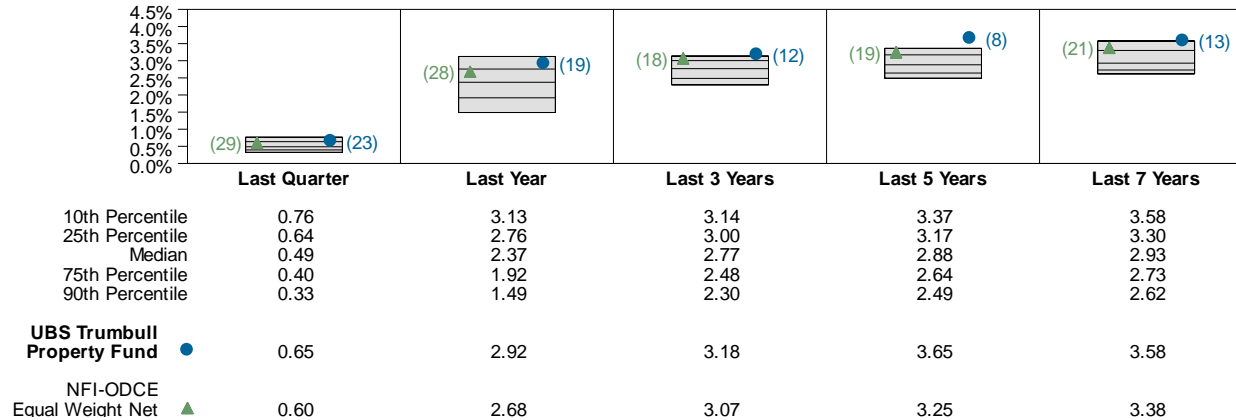 4.5%
4.0%
3.5%
3.0%
2.5%
2.0%
1.5%
1.0%
0.5%
0.0%
(29) (23)
(28) (19)
(18) (12)
(19) (8)
(21) (13)
Last Quarter Last Year Last 3 Years Last 5 Years Last 7 Years
10th Percentile 0.76 3.13 3.14 3.37 3.58
25th Percentile 0.64 2.76 3.00 3.17 3.30
Median 0.49 2.37 2.77 2.88 2.93
75th Percentile 0.40 1.92 2.48 2.64 2.73
90th Percentile 0.33 1.49 2.30 2.49 2.62
UBS Trumbull
Property Fund 0.65 2.92 3.18 3.65 3.58
NFI-ODCE
Equal Weight Net 0.60 2.68 3.07 3.25 3.38